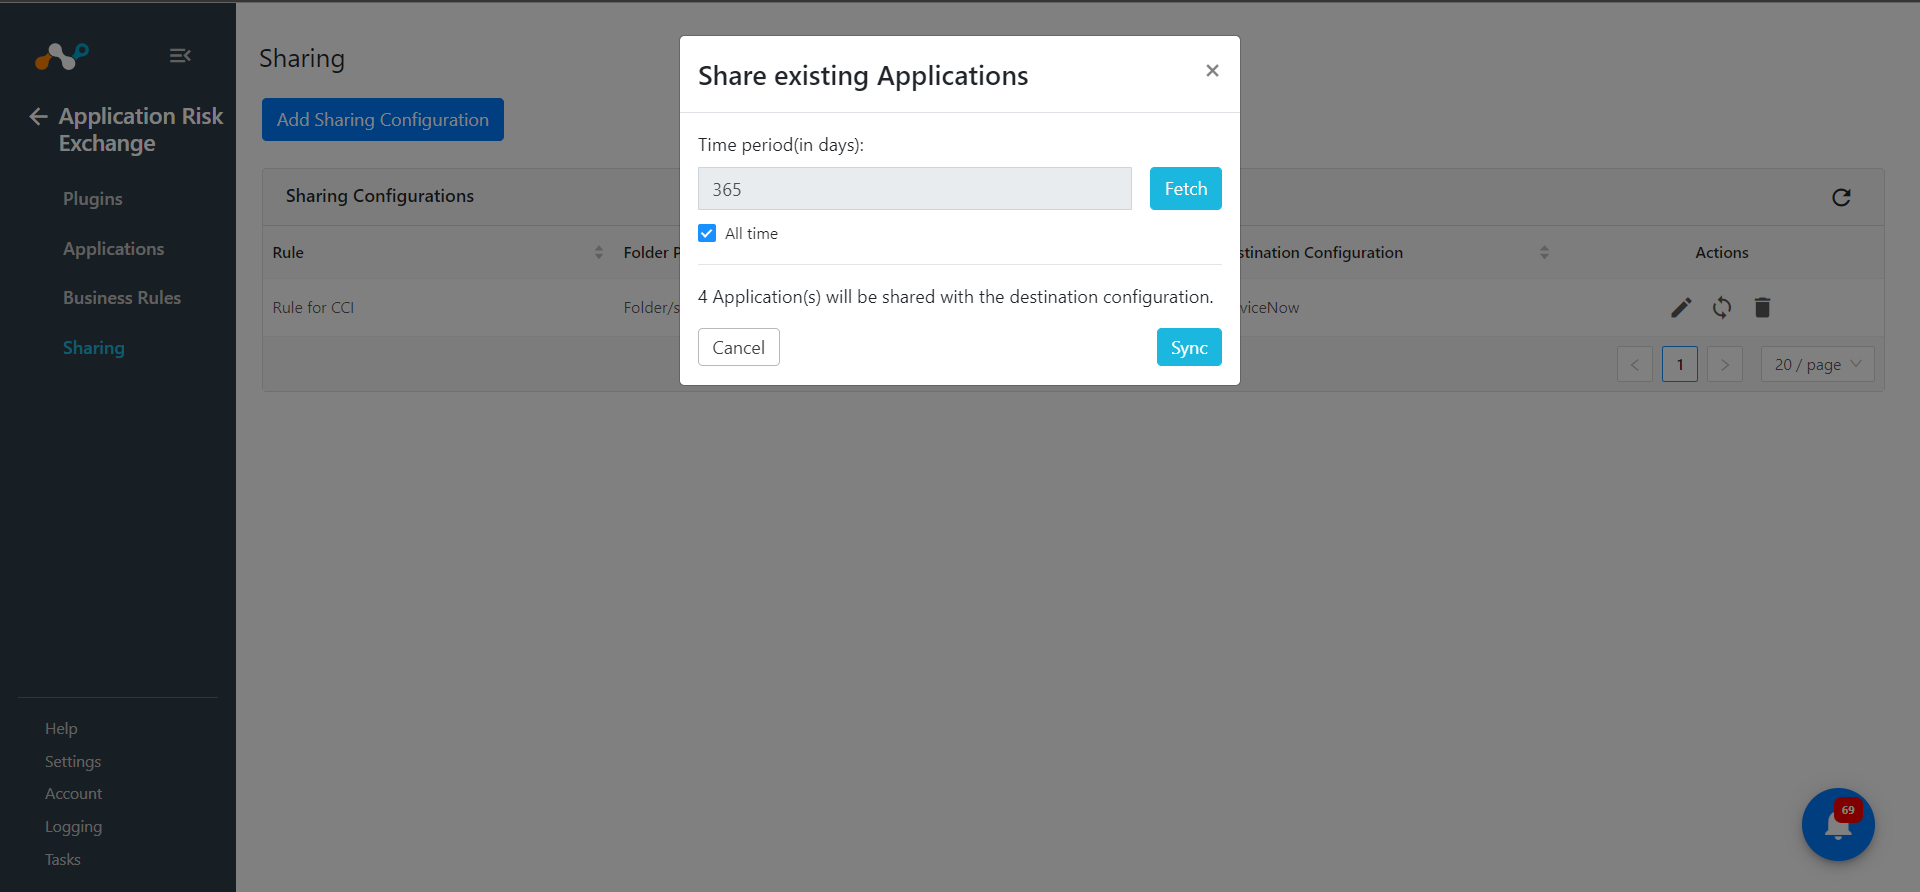 Application Risk
Exchange
Plugins
Applications
Business Rules
Sharing
Help
Settings
Account
Logging
Tasks
Sharing
Add Sharing Configuration
Sharing Configurations
Rule
Folder P
stination Configuration
Actions
Rule for CCI
Folder/s
viceNow
1
20 / page
Share existing Applications
Time period(in days):
365
Fetch
All time
4 Application(s) will be shared with the destination configuration.
Cancel
Sync
69